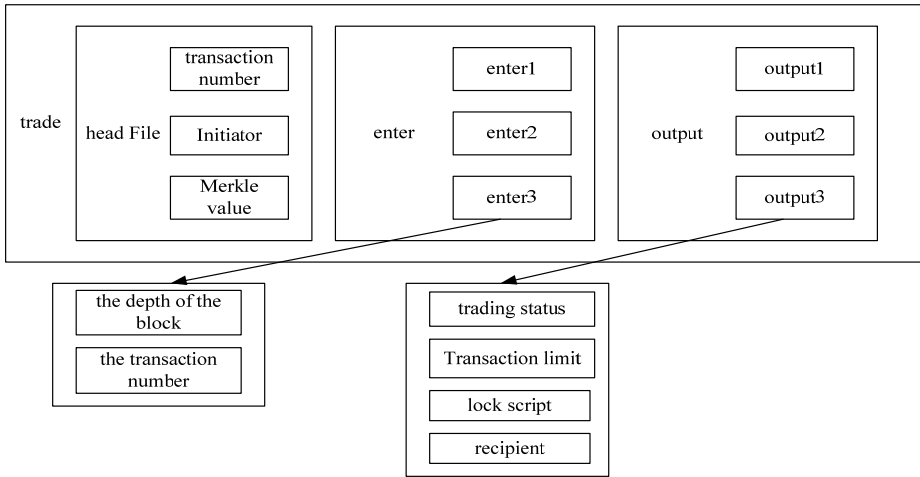 trade
head File
transaction
number
Initiator
Merkle
value
enter
enter1
enter2
enter3
output
output1
output2
output3
the depth of the
block
the transaction
number
trading status
Transaction limit
lock script
recipient